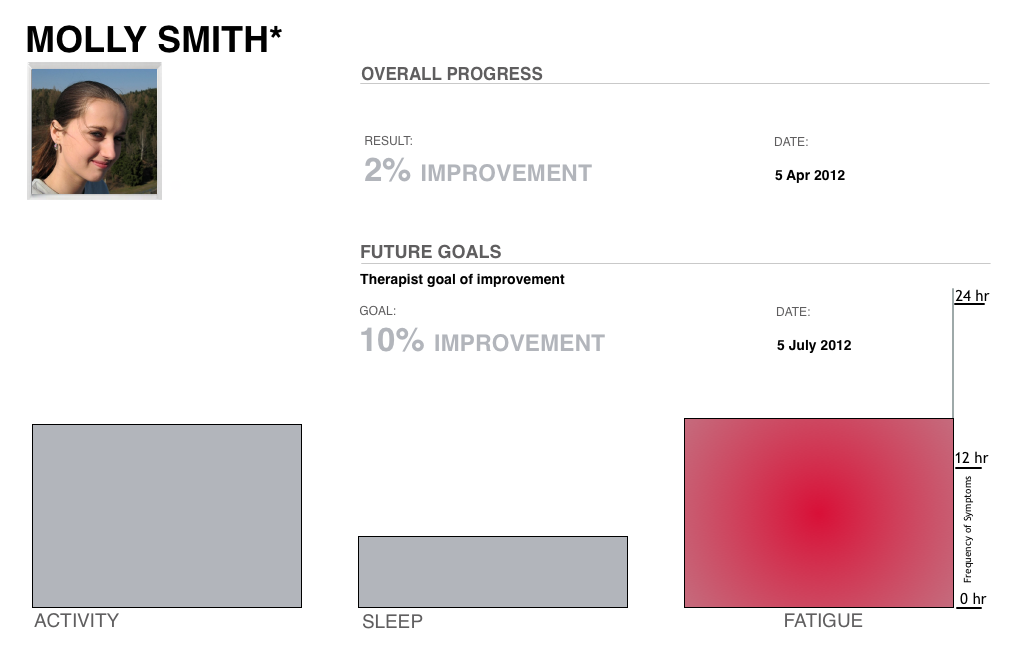 MOLLY SMITH*
OVERALL PROGRESS
RESULT:
2% IMPROVEMENT
DATE:
5 Apr 2012
FUTURE GOALS
Therapist goal of improvement
GOAL:
10% IMPROVEMENT
DATE:
5 July 2012
24 hr
12 hr
Frequency of Symptoms
0 hr
ACTIVITY
SLEEP
FATIGUE